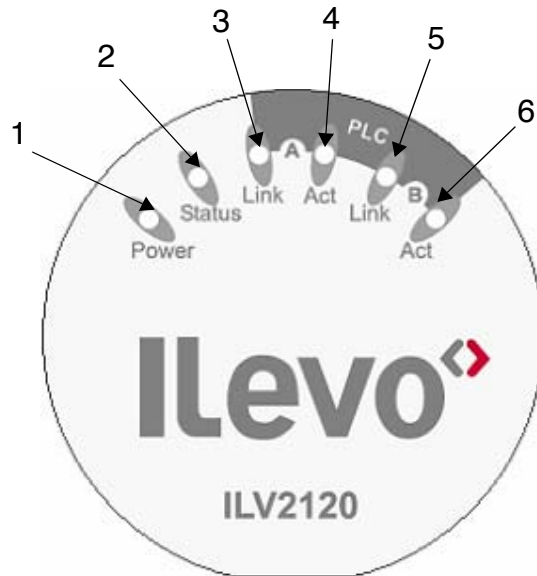 1
2
3
4
5
6
PLC
A
B
Power
Status
Link
Act
Link
Act
ILevo
ILV2120